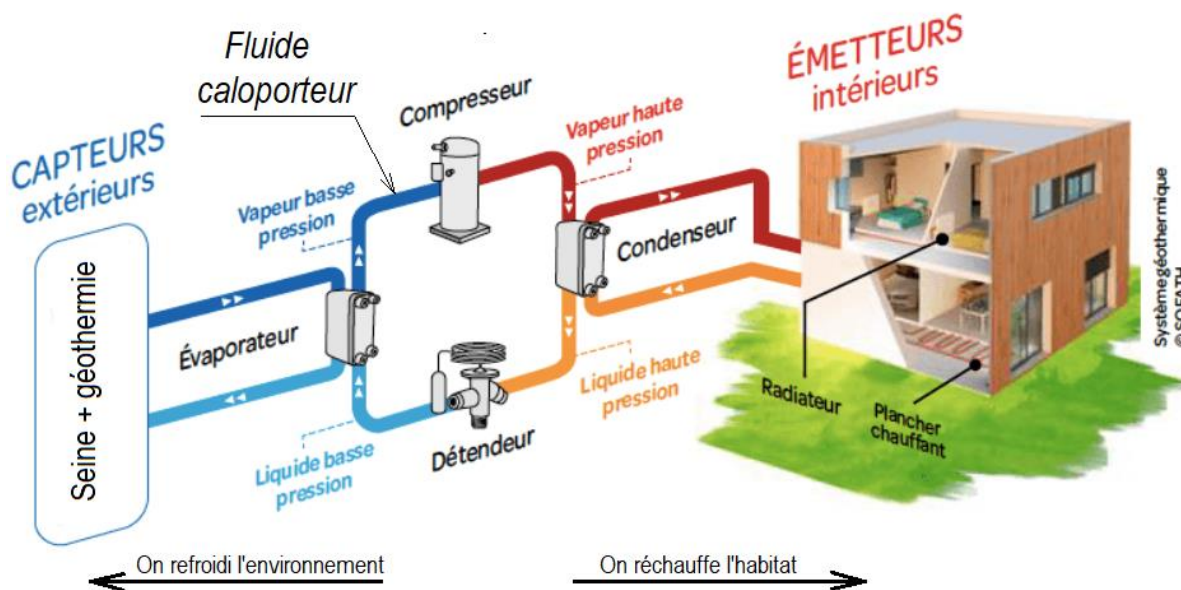 Fluide
caloporteur
Compresseur
ÉMETTEURS
intérieurs
CAPTEURS
extérieurs
Vapeur haute
pression
Vapeur basse
pression
Condenseur
Seine + géothermie
Évaporateur
Système géothermique
© SOFATH
Liquide haute
pression
Radiateur
Plancher
chauffant
Détendeur
Liquide basse
pression
On refroidi l'environnement
On réchauffe l'habitat